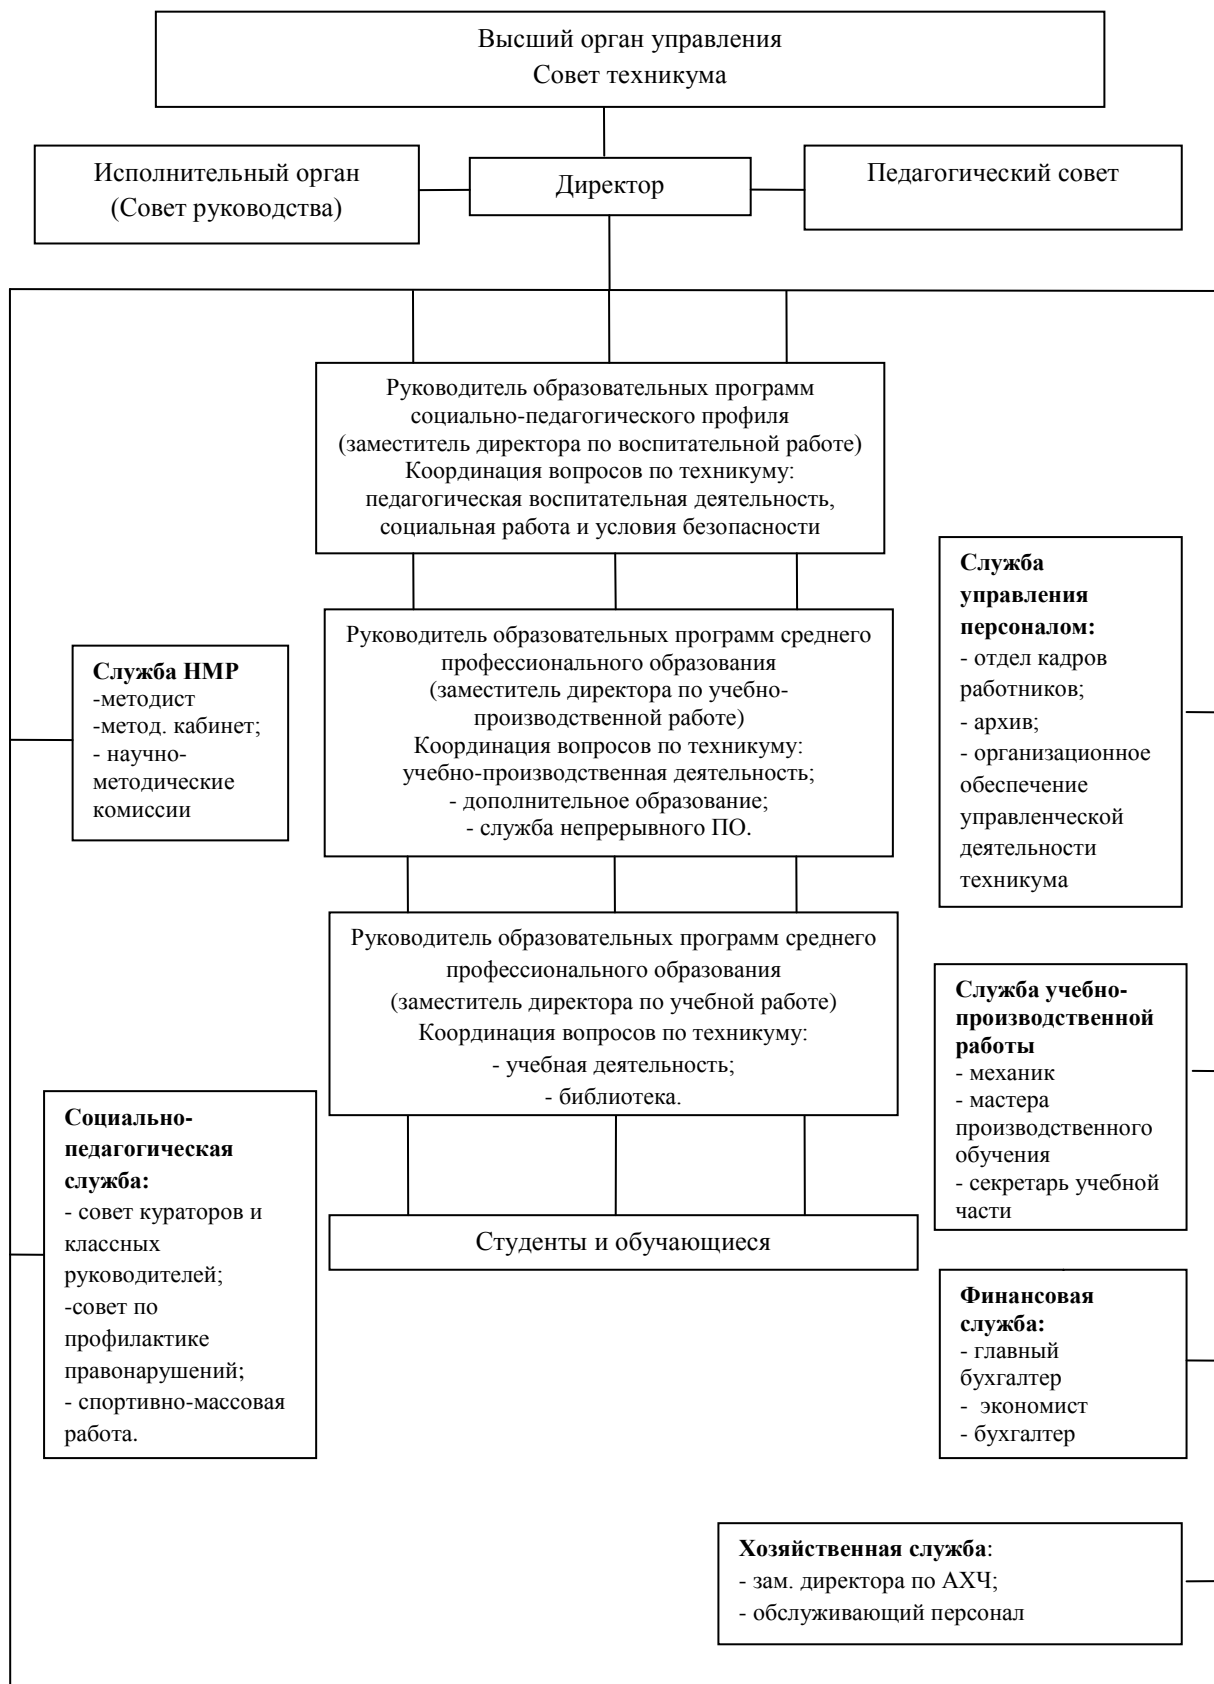 Высший орган управления
Совет техникума
Исполнительный орган
(Совет руководства)
Директор
Педагогический совет
Руководитель образовательных программ
социально-педагогического профиля
(заместитель директора по воспитательной работе)
Координация вопросов по техникуму:
педагогическая воспитательная деятельность,
социальная работа и условия безопасности
Служба
управления
персоналом:
- отдел кадров
работников;
- архив;
- организационное
обеспечение
управленческой
деятельности
техникума
Руководитель образовательных программ среднего
профессионального образования
(заместитель директора по учебно-
производственной работе)
Координация вопросов по техникуму:
учебно-производственная деятельность;
- дополнительное образование;
- служба непрерывного ПО.
Служба НМР
-методист
-метод. кабинет;
- научно-
методические
комиссии
Руководитель образовательных программ среднего
профессионального образования
(заместитель директора по учебной работе)
Координация вопросов по техникуму:
- учебная деятельность;
- библиотека.
Служба учебно-
производственной
работы
- механик
- мастера
производственного
обучения
- секретарь учебной
части
Социально-
педагогическая
служба:
- совет кураторов и
классных
руководителей;
-совет по
профилактике
правонарушений;
- спортивно-массовая
работа.
Студенты и обучающиеся
Финансовая
служба:
- главный
бухгалтер
-  экономист
- бухгалтер
Хозяйственная служба:
- зам. директора по АХЧ;
- обслуживающий персонал